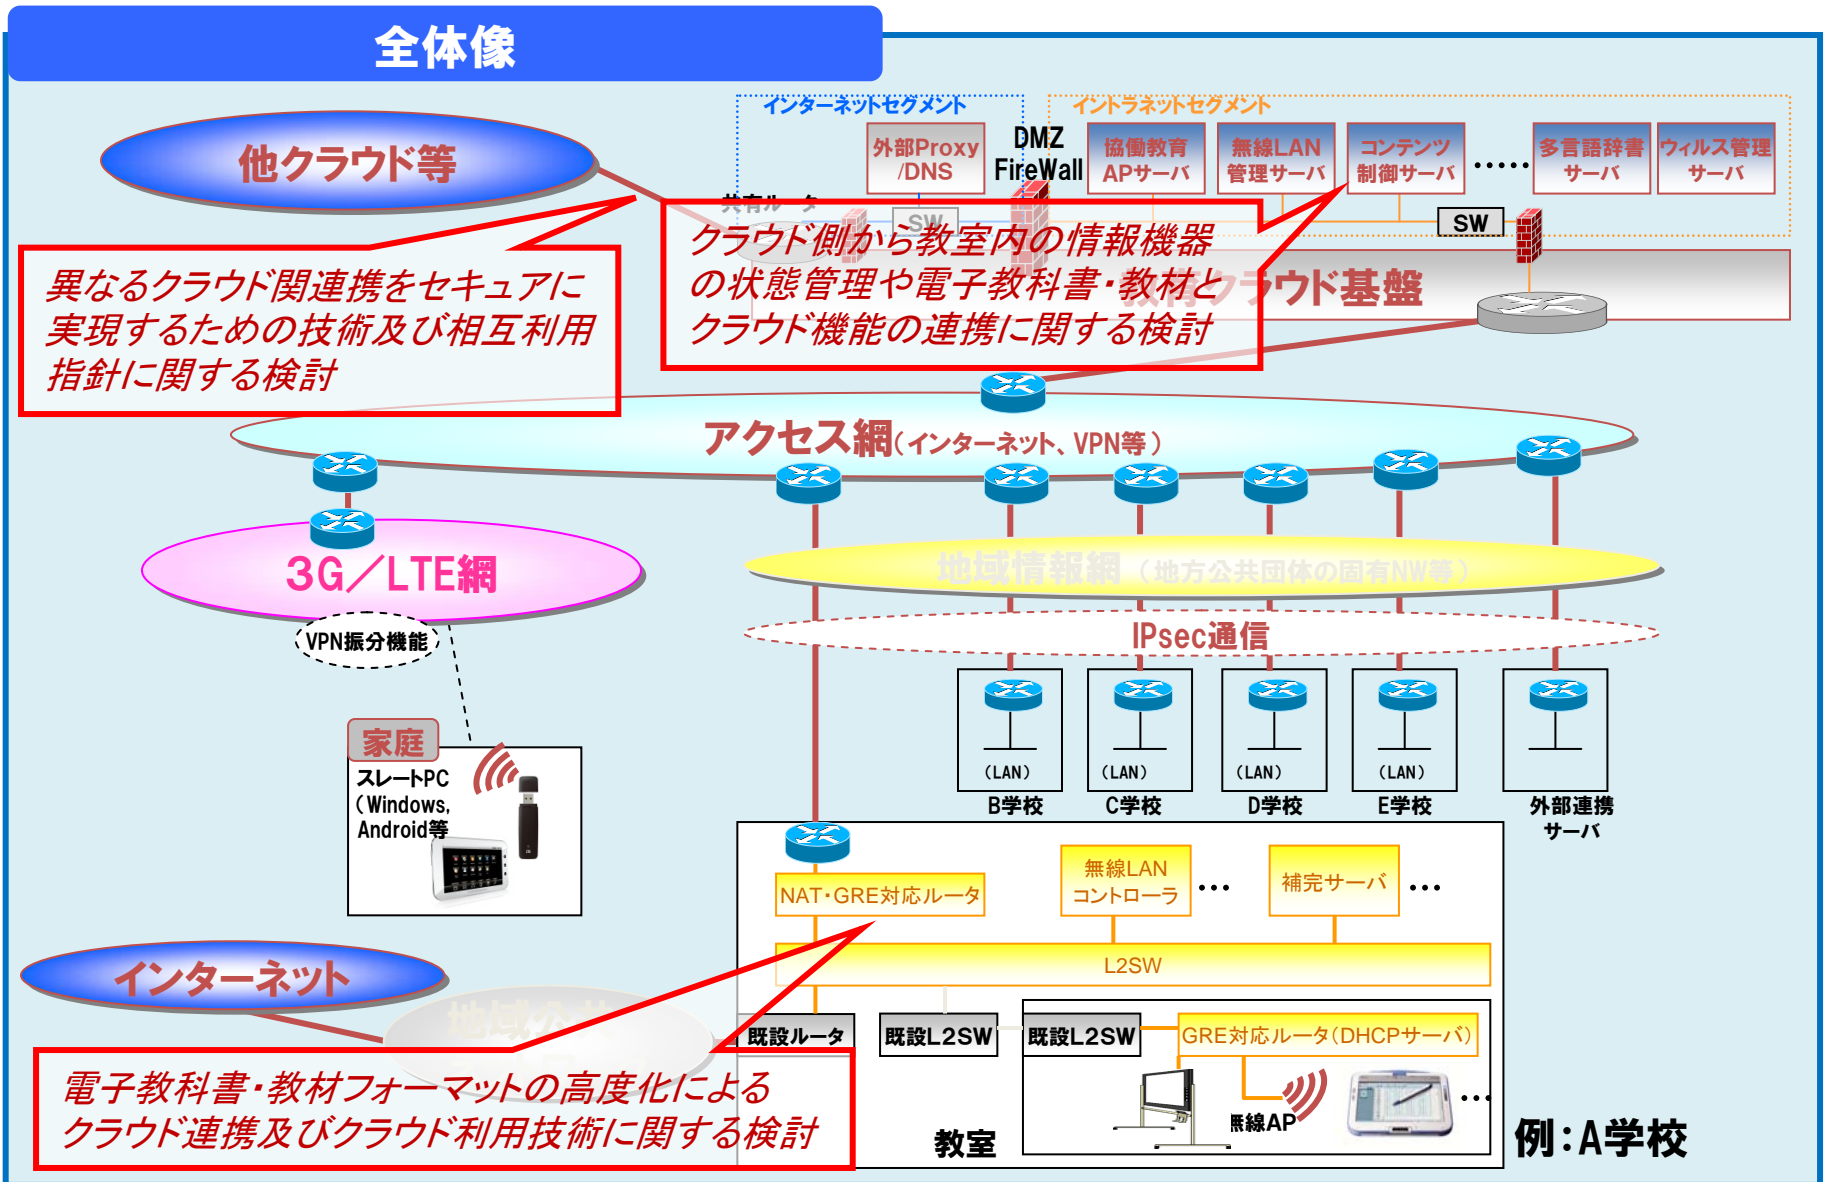 全体像
インターネットセグメント
イントラネットセグメント
他クラウド等
外部Proxy
/DNS
DMZ
FireWall
協働教育
APサーバ
無線LAN
管理サーバ
コンテンツ
制御サーバ
・・・・・
多言語辞書
サーバ
ウィルス管理
サーバ
共有ルータ
SW
SW
教育クラウド基盤
クラウド側から教室内の情報機器
の状態管理や電子教科書・教材と
クラウド機能の連携に関する検討
異なるクラウド関連携をセキュアに
実現するための技術及び相互利用
指針に関する検討
アクセス網(インターネット、VPN等)
3G/LTE網
VPN振分機能
地域情報網(地方公共団体の固有NW等)
IPsec通信
(LAN)
(LAN)
(LAN)
(LAN)
B学校
C学校
D学校
E学校
外部連携
サーバ
家庭
スレートPC
(Windows,
Android等
NAT・GRE対応ルータ
無線LAN
コントローラ
・・・
補完サーバ
・・・
L2SW
インターネット
既設ルータ
既設L2SW
既設L2SW
GRE対応ルータ(DHCPサーバ)
無線AP
・・・
電子教科書・教材フォーマットの高度化による
クラウド連携及びクラウド利用技術に関する検討
教室
例:A学校